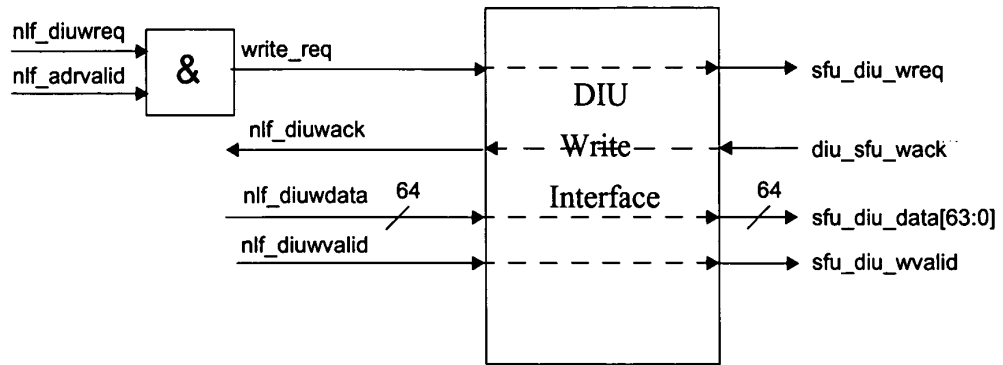 nlf_diuwreq
nlf_adrvalid
&
write_req
sfu_diu_wreq
DIU
nlf_diuwack
Write
diu_sfu_wack
nlf_diuwdata
64
Interface
64
sfu_diu_data[63:0]
nlf_diuwvalid
sfu_diu_wvalid